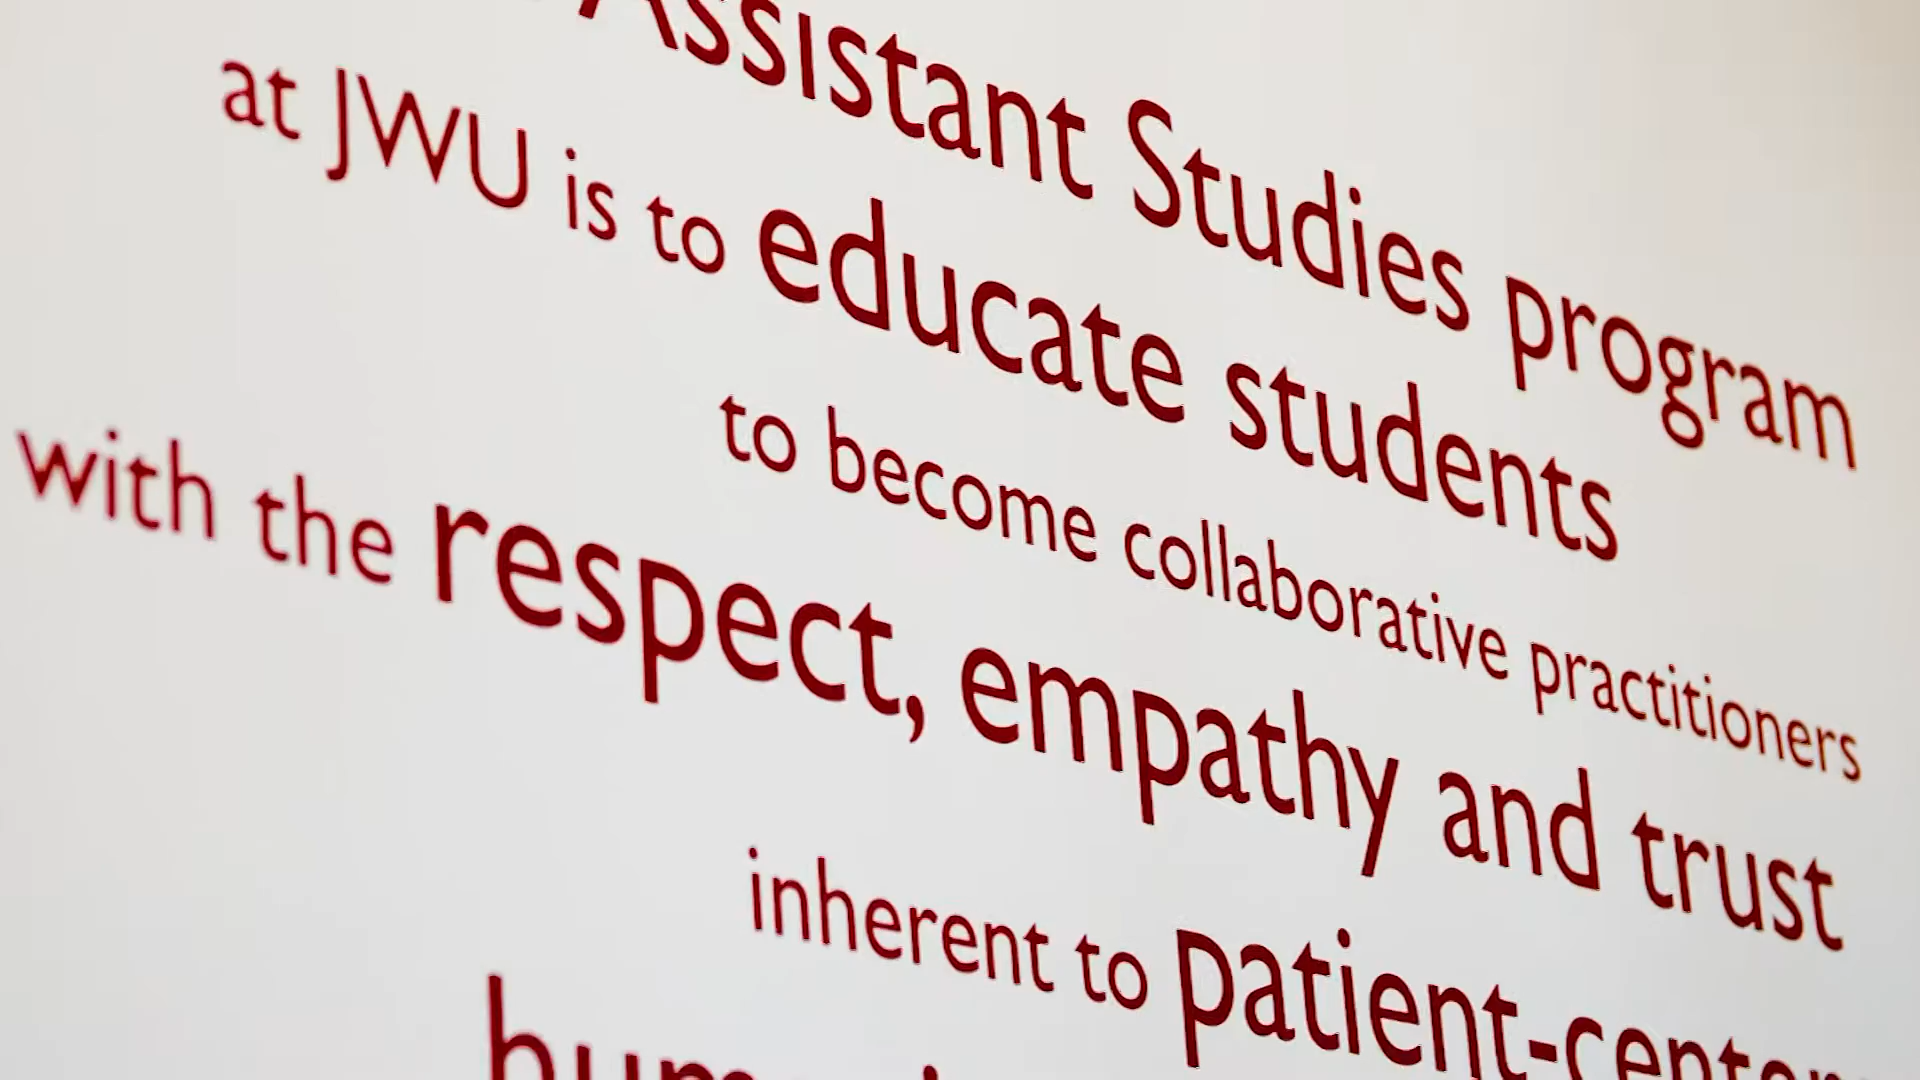 Assistant Studies program
at JWU is to educate students
to become collaborative practitioners
with the respect, empathy and trust
inherent to